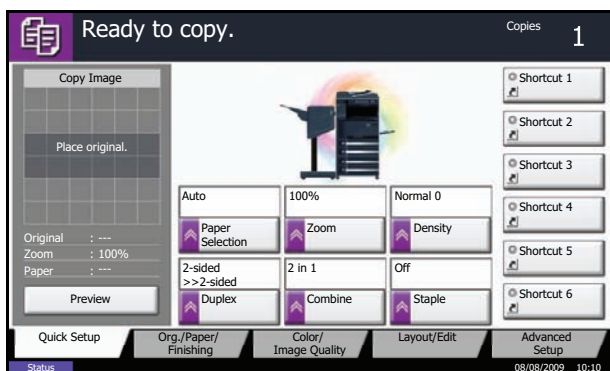 Ready to copy.
Copies
1
Copy Image
Place original.
Original : ---
Zoom : 100%
Paper : ---
Preview
Auto
Paper
Selection
100%
Zoom
Normal 0
Density
2-sided
>>2-sided
Duplex
2 in 1
Combine
Off
Staple
Shortcut 1
Shortcut 2
Shortcut 3
Shortcut 4
Shortcut 5
Shortcut 6
Quick Setup
Org./Paper/
Finishing
Color/
Image Quality
Layout/Edit
Advanced
Setup
Status
08/08/2009 10:10